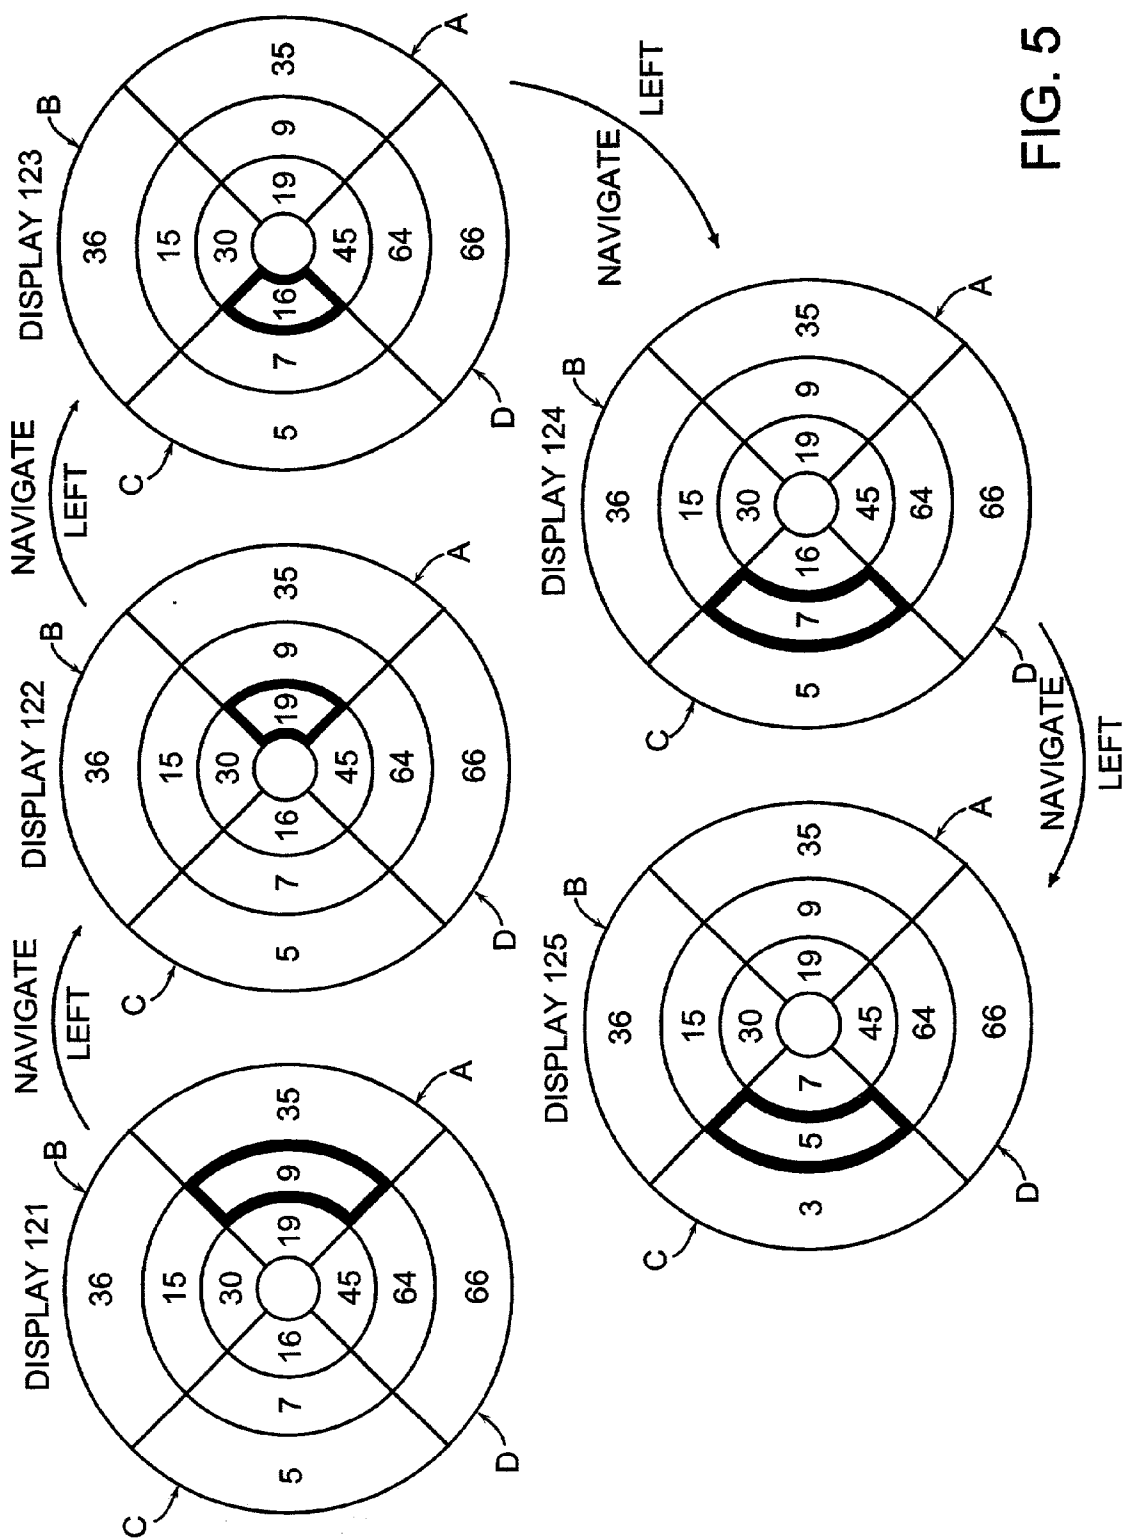 DISPLAY 121
B
36
15
30
C
5 7 16 19 9 35
45
64
A
66
D
NAVIGATE
LEFT
DISPLAY 122
B
36
15
30
C
5 7 16 19 9 35
45
64
A
66
D
NAVIGATE
LEFT
DISPLAY 123
B
36
15
30
C
5 7 16 19 9 35
45
64
A
66
D
NAVIGATE
LEFT
DISPLAY 124
B
36
15
30
C
5 7 16 19 9 35
45
64
A
66
D
NAVIGATE
LEFT
DISPLAY 125
B
36
15
30
C
3 5 7 19 9 35
45
64
A
66
D
FIG. 5